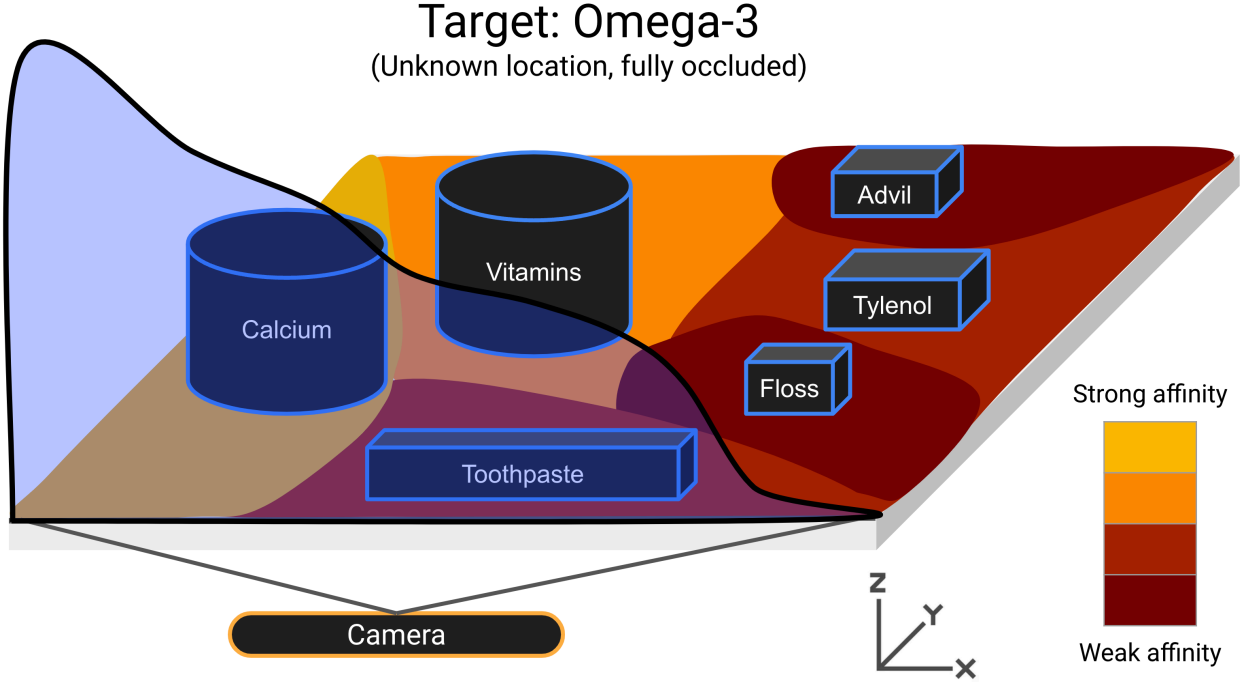 Target: Omega-3
(Unknown location, fully occluded)
Advil
Vitamins
Tylenol
Calcium
Floss
Strong affinity
Toothpaste
Z
Y
X
Camera
Weak affinity